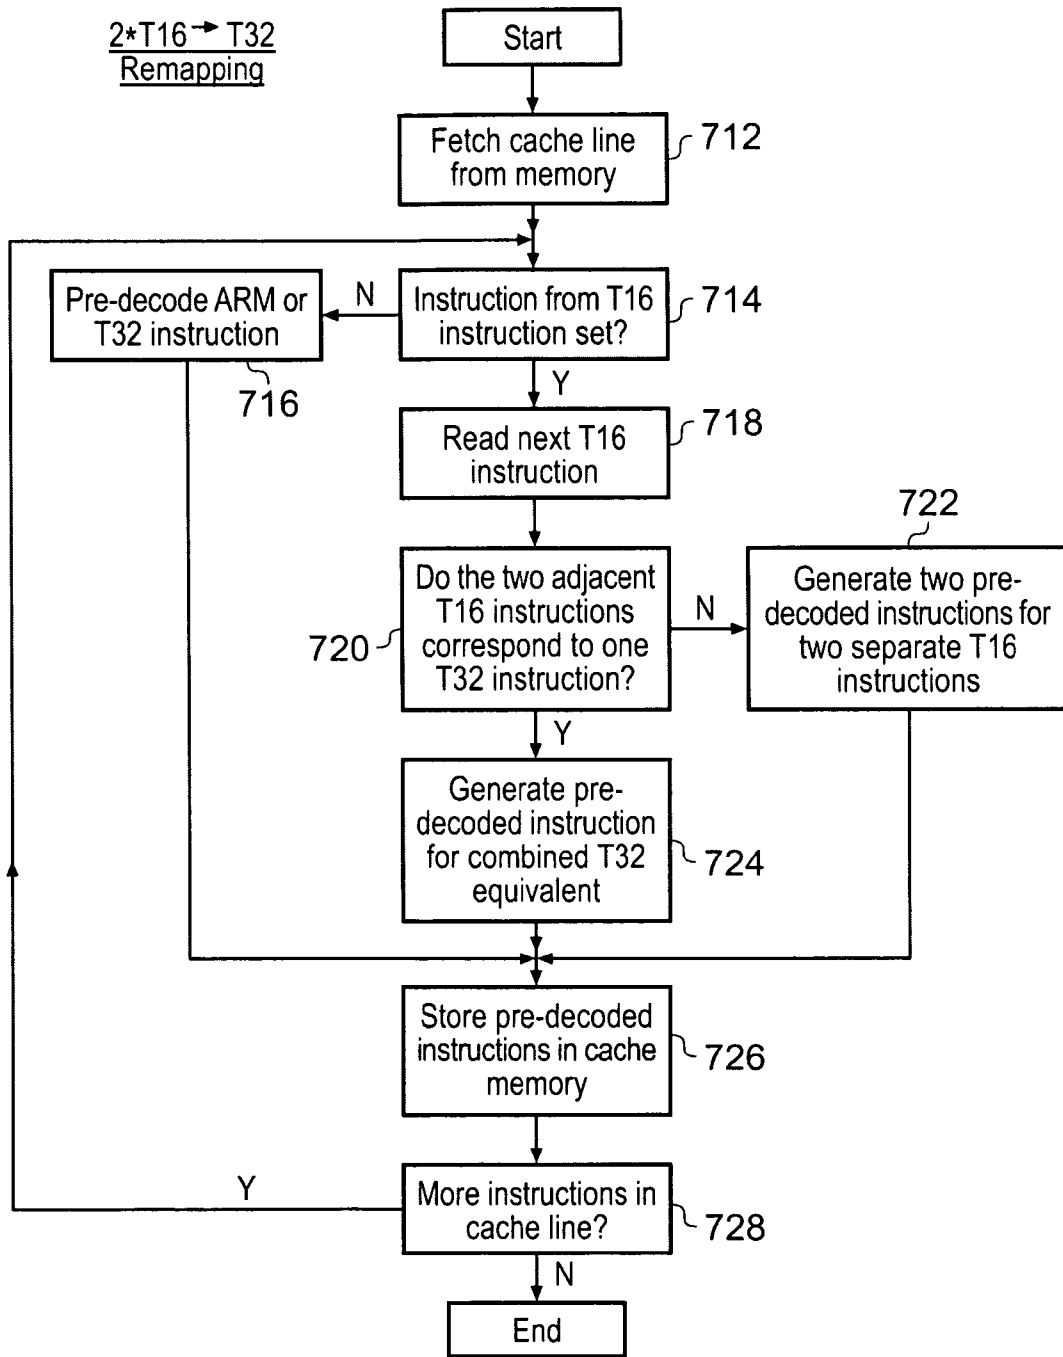 2*T16 → T32
Remapping
Start
Fetch cache line
from memory
712
Pre-decode ARM or
T32 instruction
716
N
Instruction from T16
instruction set?
714
Y
Read next T16
instruction
718
Do the two adjacent
T16 instructions
correspond to one
T32 instruction?
720
N
722
Generate two pre-
decoded instructions for
two separate T16
instructions
Y
Generate pre-
decoded instruction
for combined T32
equivalent
724
Store pre-decoded
instructions in cache
memory
726
Y
More instructions in
cache line?
728
N
End